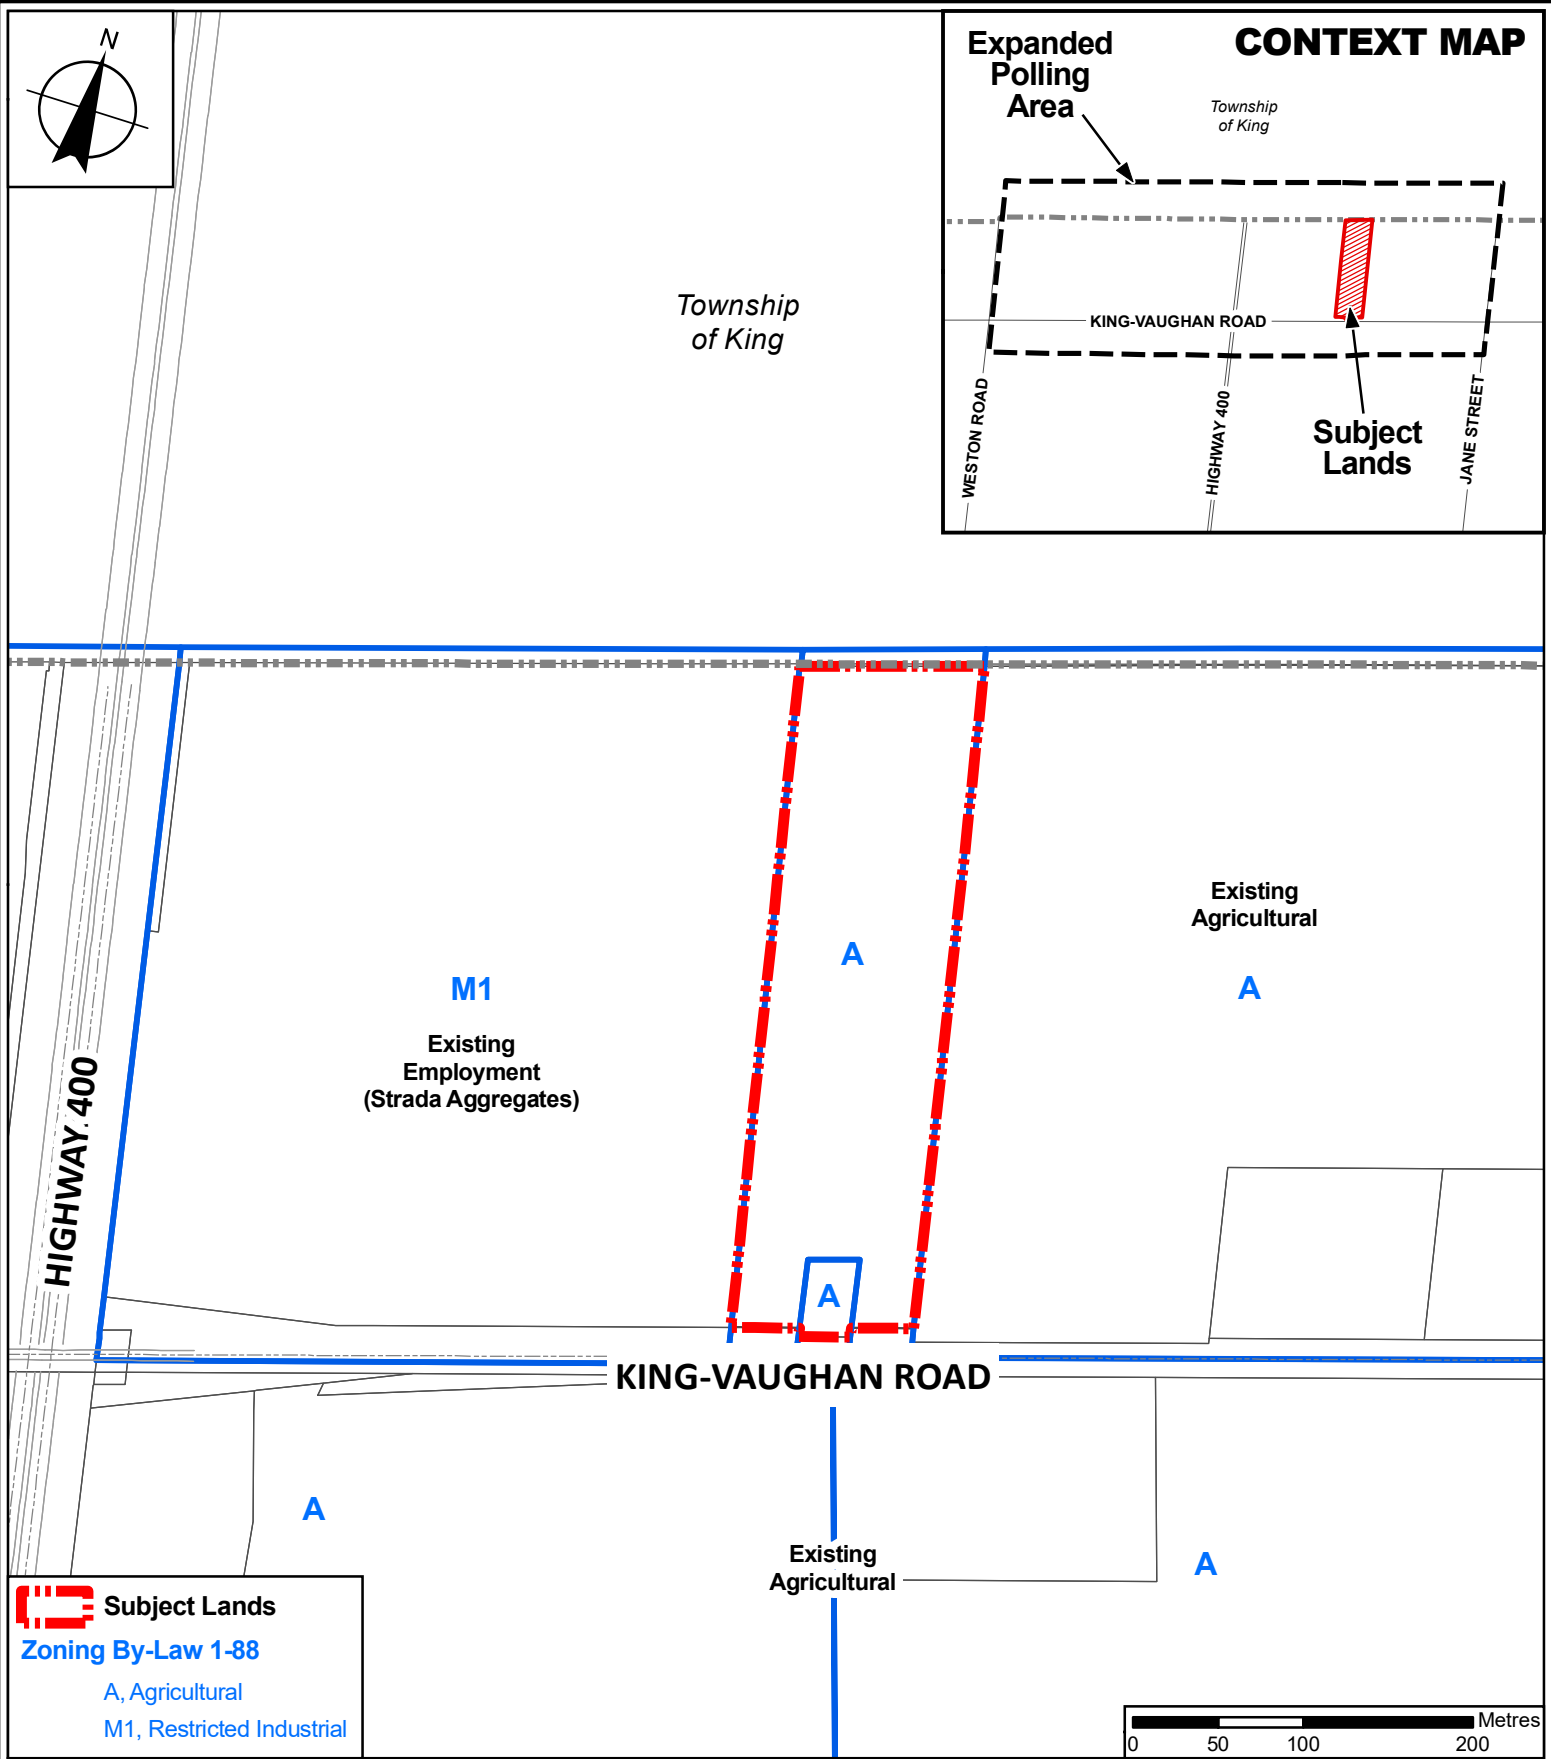 N
CONTEXT MAP
Expanded
Polling
Area
Township
of King
KING-VAUGHAN ROAD
WESTON ROAD
HIGHWAY 400
JANE STREET
Subject
Lands
Township
of King
Existing
Agricultural
A
A
M1
Existing
Employment
(Strada Aggregates)
HIGHWAY 400
A
KING-VAUGHAN ROAD
A
Existing
Agricultural
A
Subject Lands
Zoning By-Law 1-88
A, Agricultural
M1, Restricted Industrial
Metres
0 50 100 200